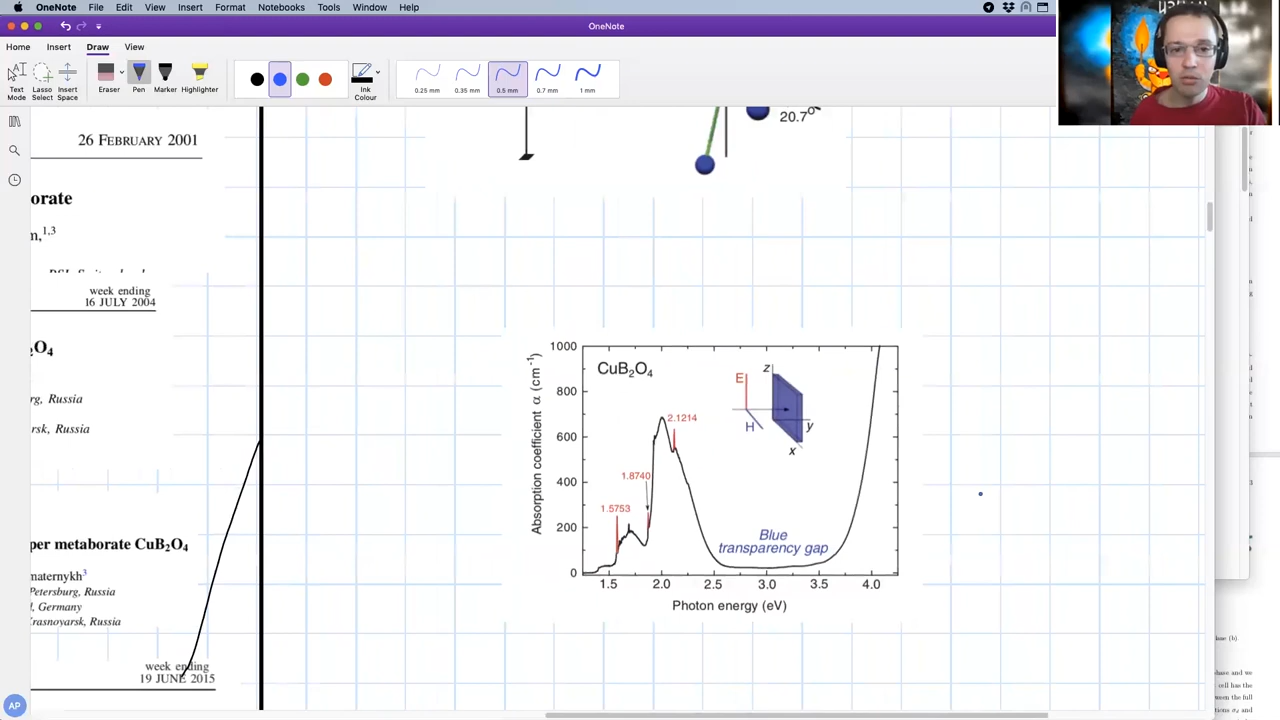 OneNote File Edit View Insert Format Notebooks Tools Window Help
OneNote
Home Insert Draw View
Text Mode
Lasso Select
Insert Space
Eraser
Pen
Marker
Highlighter
Ink Colour
0.25 mm
0.35 mm
0.5 mm
0.7 mm
1 mm
26 FEBRUARY 2001
orate
m,1,3
week ending
16 JULY 2004
2O4
rg, Russia
rsk, Russia
per metaborate CuB2O4
maternykh3
Petersburg, Russia
l, Germany
Krasnoyarsk, Russia
week ending
19 JUNE 2015
20.7°
CuB2O4
Absorption coefficient α (cm-1)
1000
800
600
400
200
0
1.5 2.0 2.5 3.0 3.5 4.0
Photon energy (eV)
2.1214
1.8740
1.5753
E
H
z
y
x
Blue
transparency gap
AP